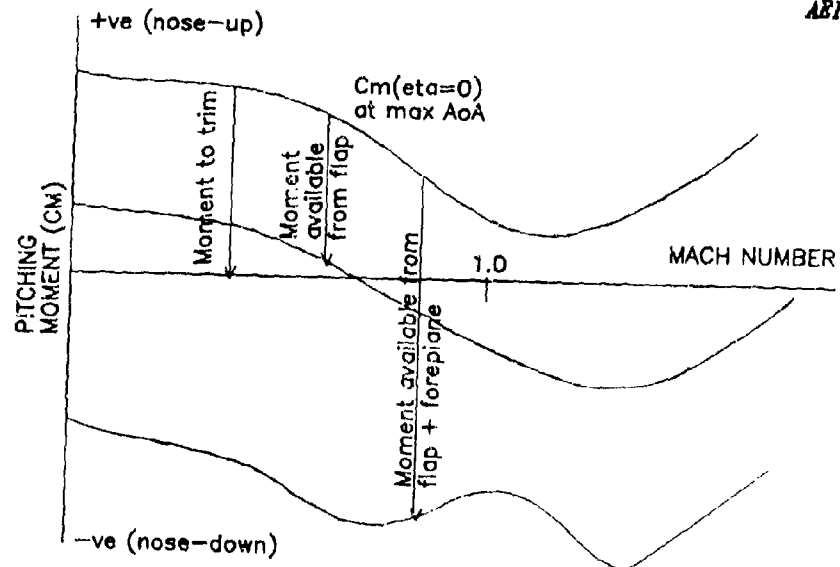 +ve (nose-up)
Cm(eta=0)
at max AoA
Moment to trim
Moment
available
from flap
PITCHING
MOMENT (CM)
1.0
MACH NUMBER
Moment available from
flap + foreplane
-ve (nose-down)